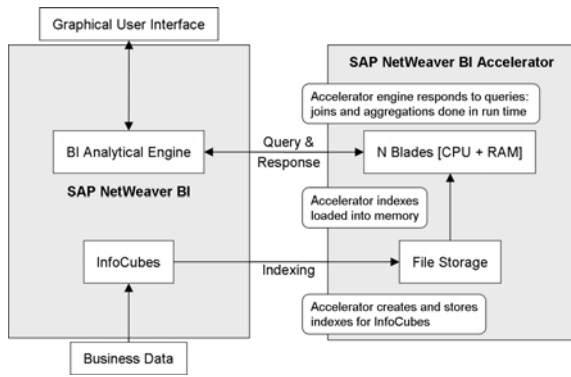 Graphical User Interface
SAP NetWeaver BI Accelerator
Accelerator engine responds to queries:
joins and aggregations done in run time
BI Analytical Engine
Query &
Response
N Blades [CPU + RAM]
SAP NetWeaver BI
Accelerator indexes
loaded into memory
InfoCubes
Indexing
File Storage
Accelerator creates and stores
indexes for InfoCubes
Business Data